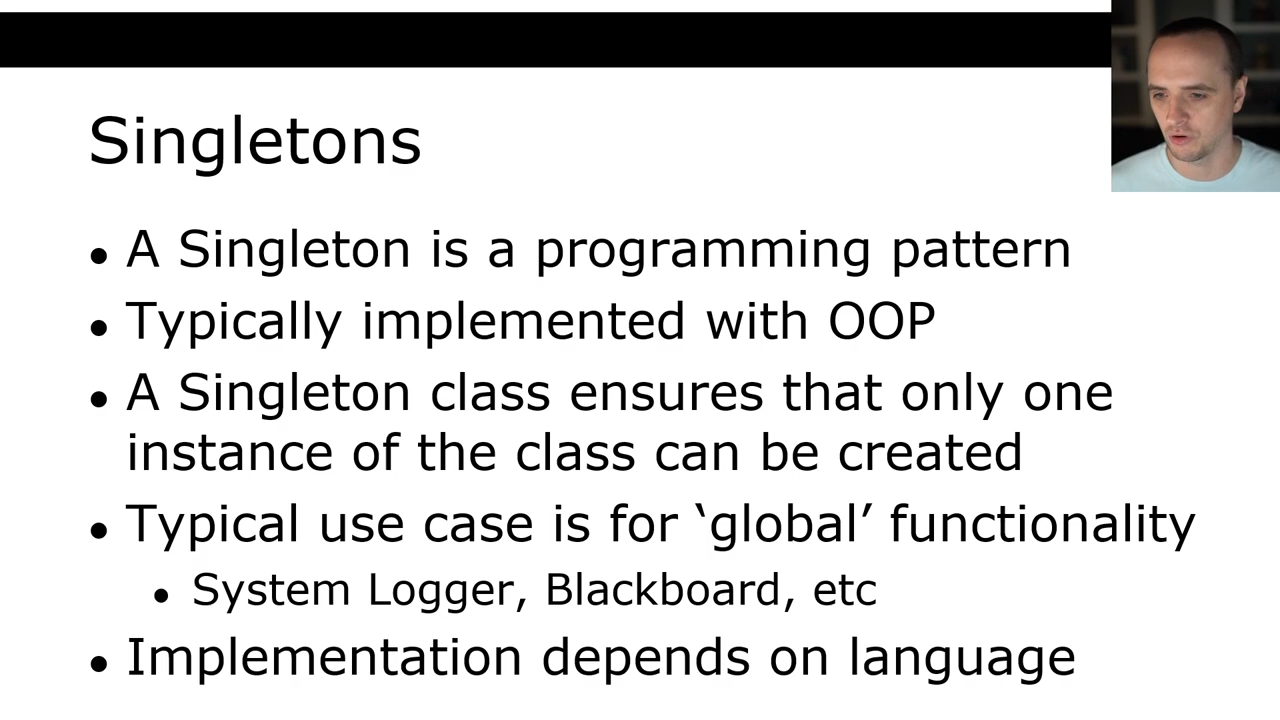 Singletons
• A Singleton is a programming pattern
• Typically implemented with OOP
• A Singleton class ensures that only one
instance of the class can be created
• Typical use case is for ‘global’ functionality
• System Logger, Blackboard, etc
• Implementation depends on language